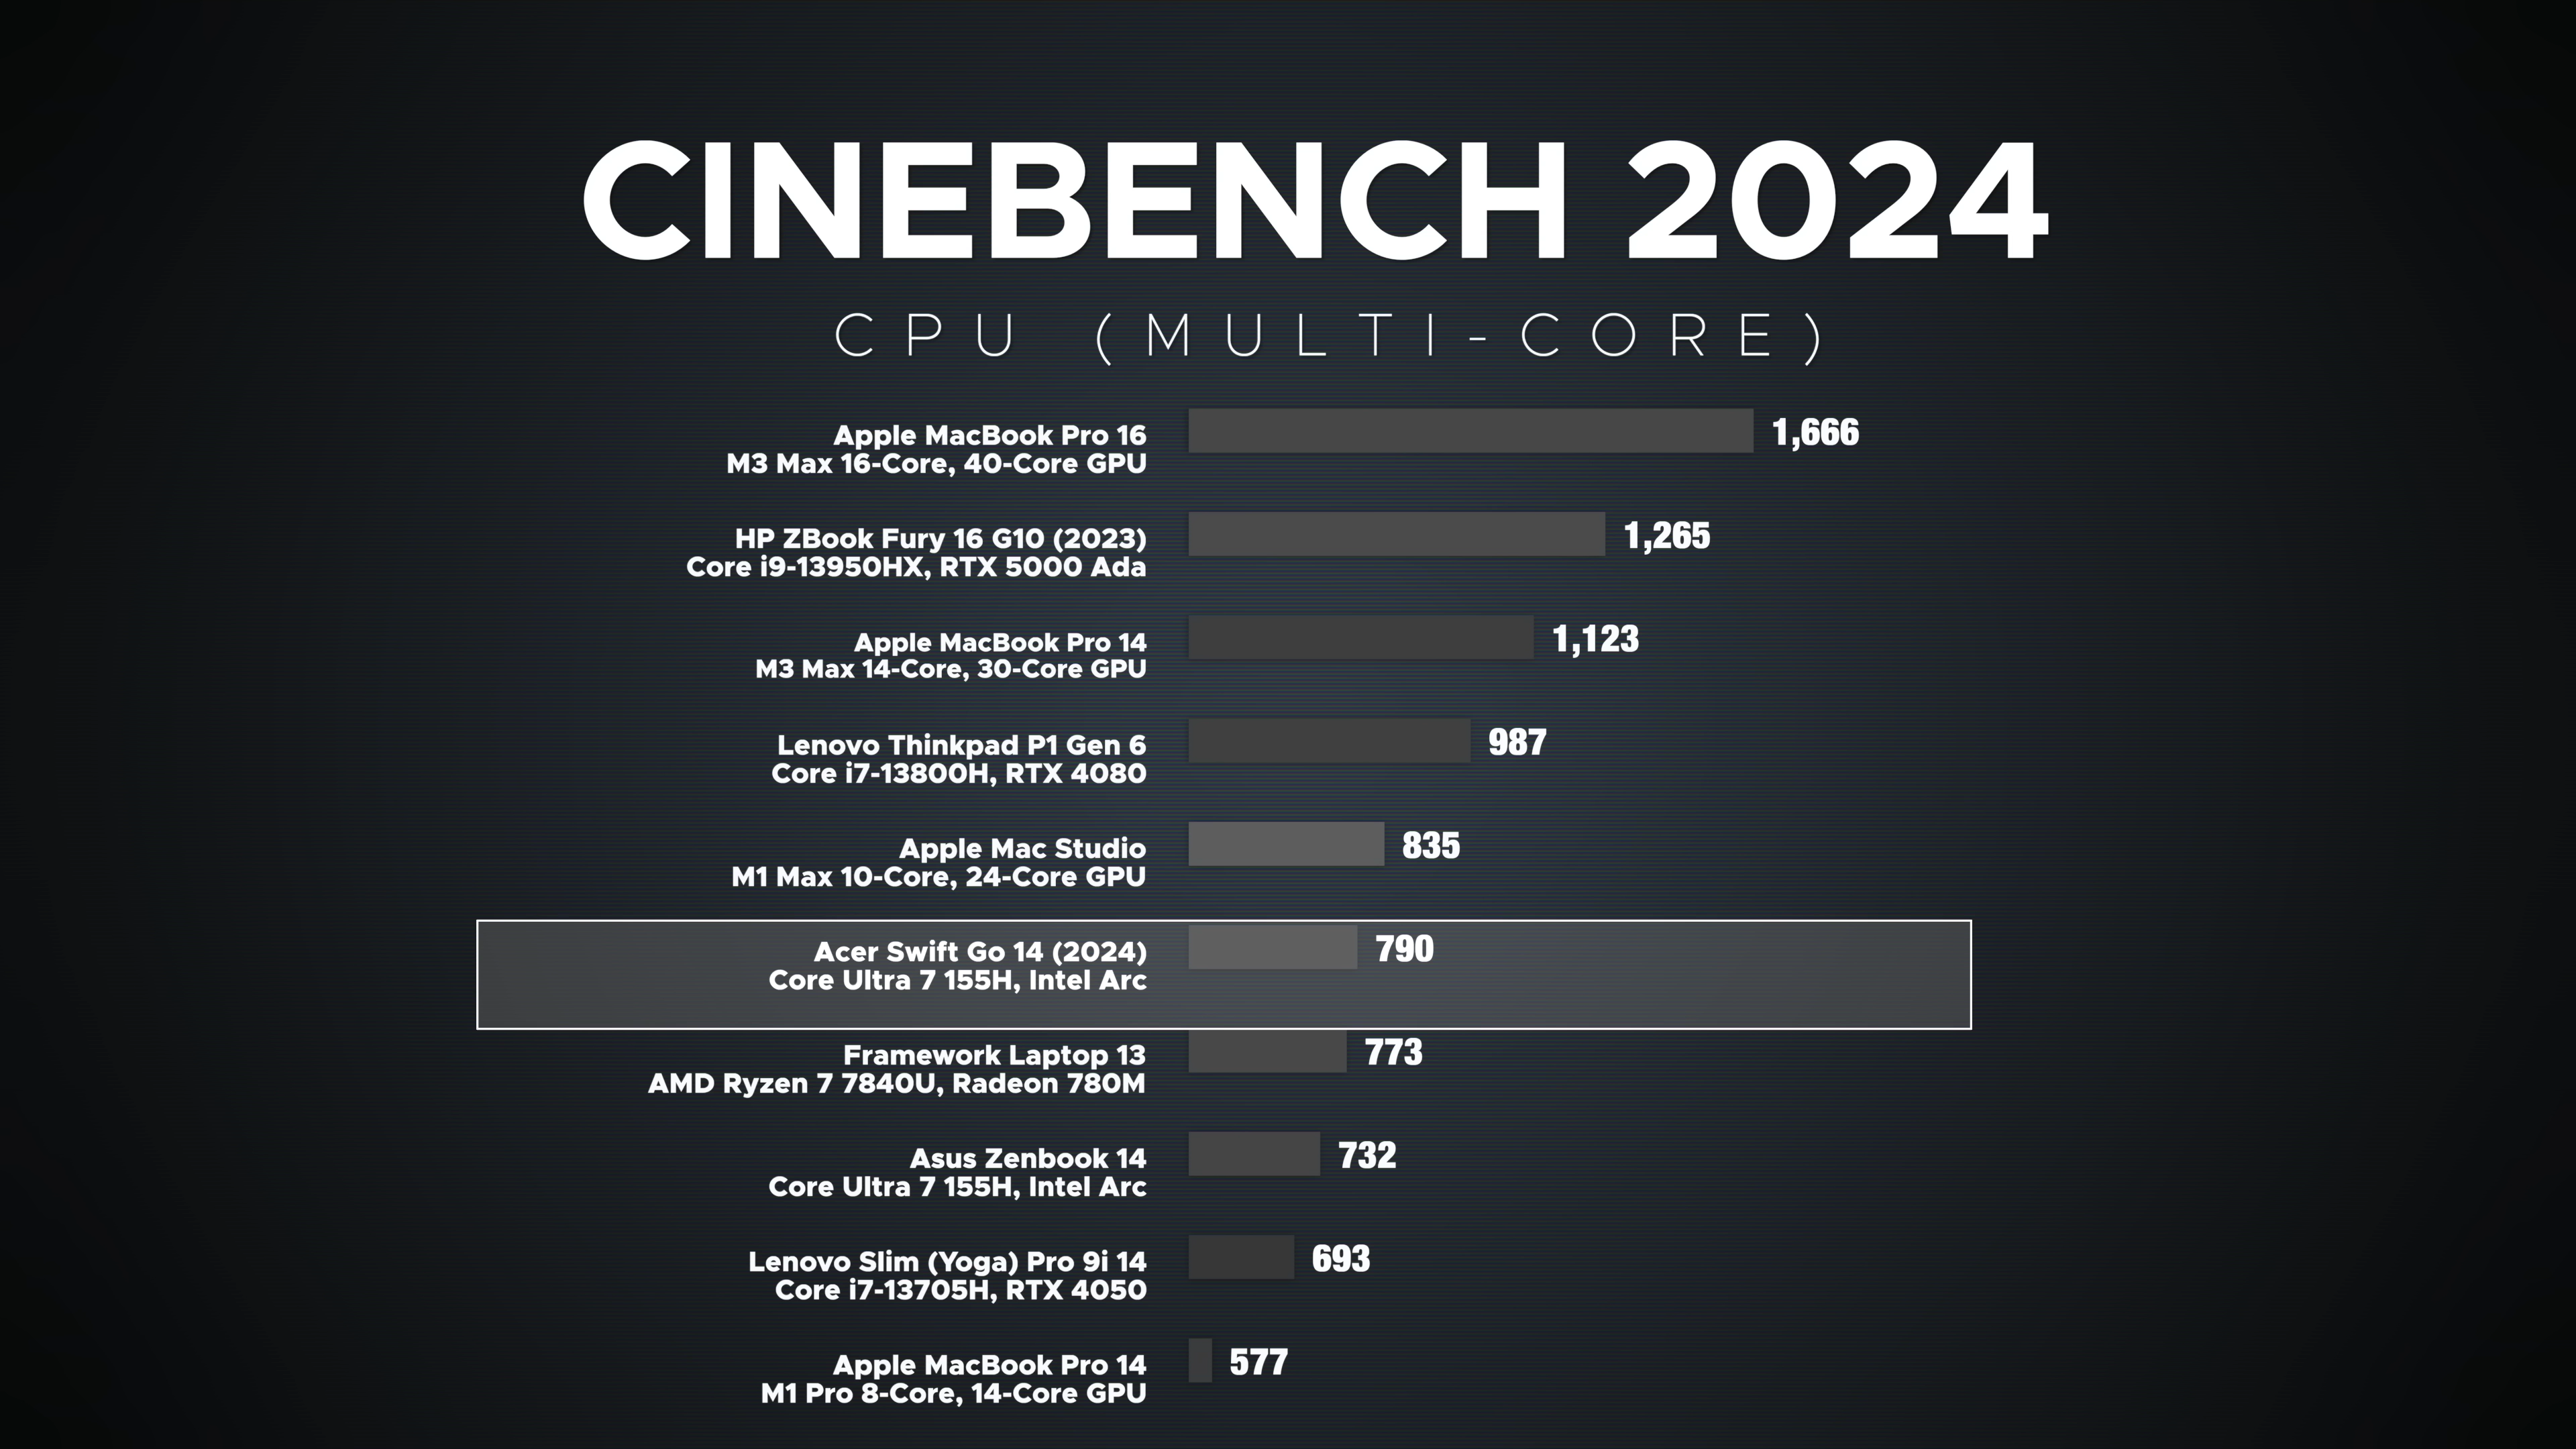 CINEBENCH 2024
CPU (MULTI-CORE)
Apple MacBook Pro 16
M3 Max 16-Core, 40-Core GPU
1,666
HP ZBook Fury 16 G10 (2023)
Core i9-13950HX, RTX 5000 Ada
1,265
Apple MacBook Pro 14
M3 Max 14-Core, 30-Core GPU
1,123
Lenovo Thinkpad P1 Gen 6
Core i7-13800H, RTX 4080
987
Apple Mac Studio
M1 Max 10-Core, 24-Core GPU
835
Acer Swift Go 14 (2024)
Core Ultra 7 155H, Intel Arc
790
Framework Laptop 13
AMD Ryzen 7 7840U, Radeon 780M
773
Asus Zenbook 14
Core Ultra 7 155H, Intel Arc
732
Lenovo Slim (Yoga) Pro 9i 14
Core i7-13705H, RTX 4050
693
Apple MacBook Pro 14
M1 Pro 8-Core, 14-Core GPU
577